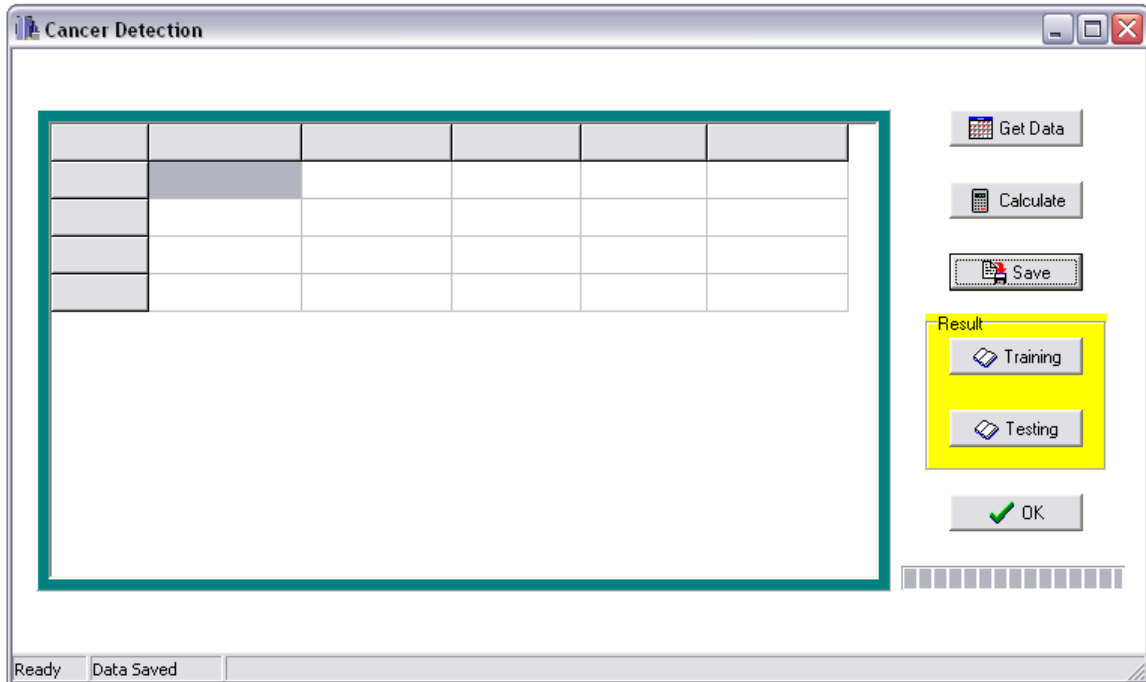 Cancer Detection
Get Data
Calculate
Save
Result
Training
Testing
OK
Ready
Data Saved